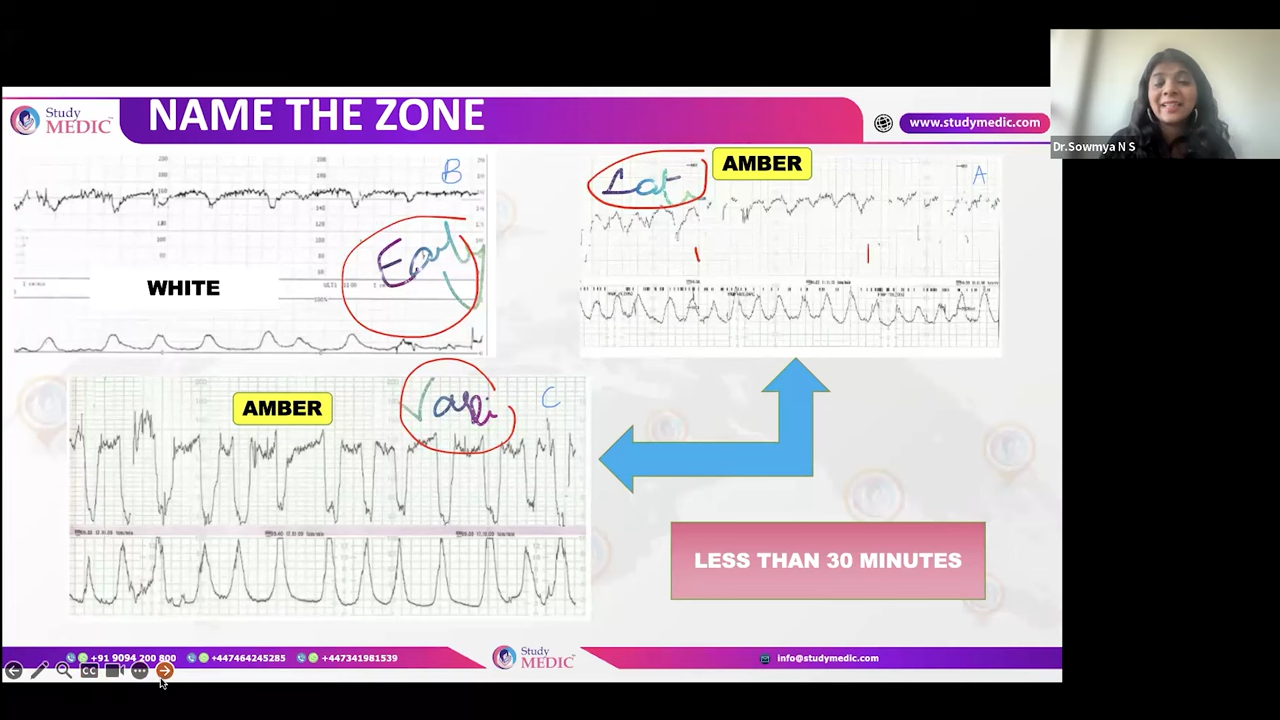 Study
MEDIC
NAME THE ZONE
www.studymedic.com
Dr.Sowmya N S
B
Early
WHITE
Late
AMBER
A
AMBER
Vari
C
LESS THAN 30 MINUTES
+91 9094 200 800
+447464245285
+447341981539
Study
MEDIC
info@studymedic.com
CC